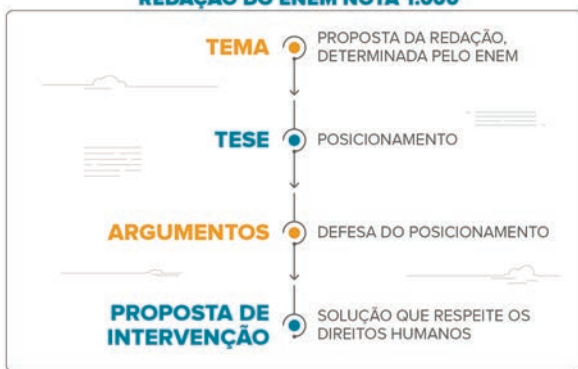 REDAÇÃO DO ENEM NOTA 1.000
TEMA
PROPOSTA DA REDAÇÃO,
DETERMINADA PELO ENEM
TESE
POSICIONAMENTO
ARGUMENTOS
DEFESA DO POSICIONAMENTO
PROPOSTA DE
INTERVENÇÃO
SOLUÇÃO QUE RESPEITE OS
DIREITOS HUMANOS